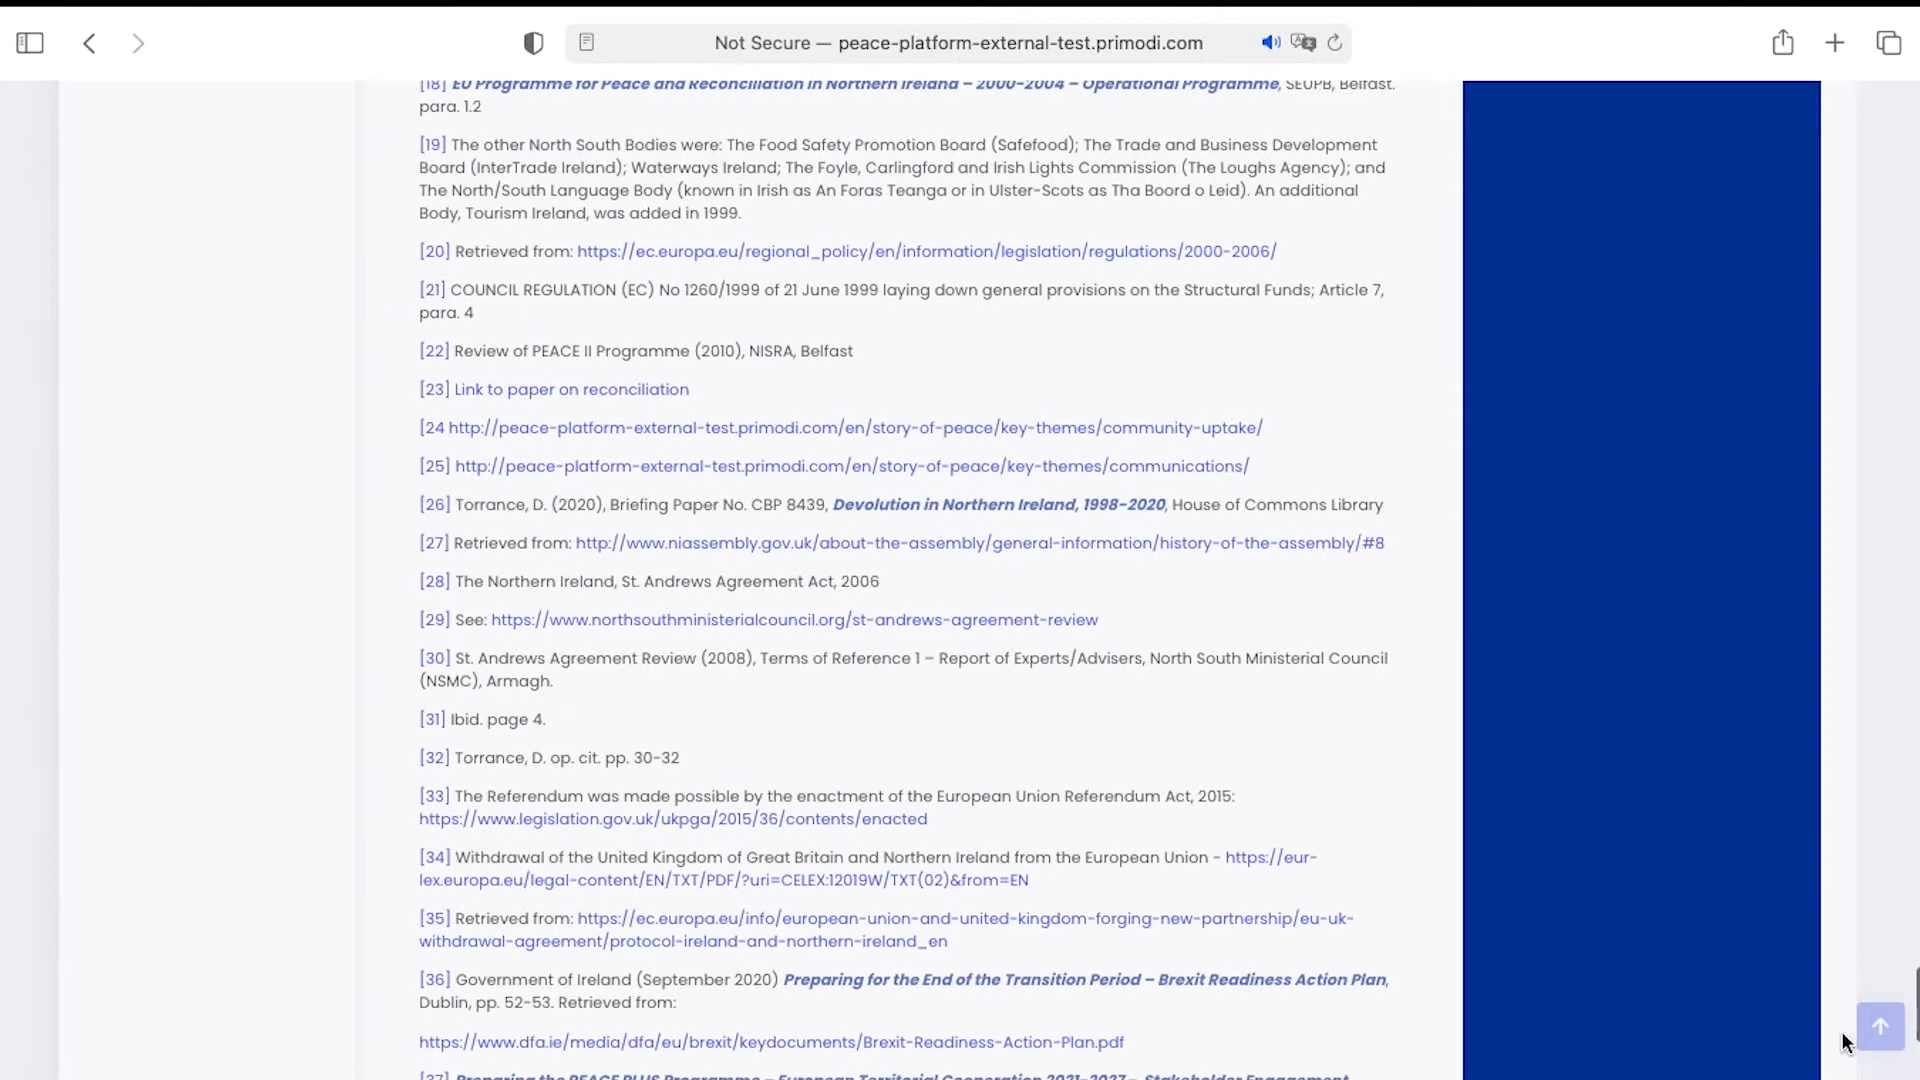 Not Secure — peace-platform-external-test.primodi.com
[18] EU Programme for Peace and Reconciliation in Northern Ireland – 2000-2004 – Operational Programme, SEUPB, Belfast.
para. 1.2
[19] The other North South Bodies were: The Food Safety Promotion Board (Safefood); The Trade and Business Development
Board (InterTrade Ireland); Waterways Ireland; The Foyle, Carlingford and Irish Lights Commission (The Loughs Agency); and
The North/South Language Body (known in Irish as An Foras Teanga or in Ulster-Scots as Tha Boord o Leid). An additional
Body, Tourism Ireland, was added in 1999.
[20] Retrieved from: https://ec.europa.eu/regional_policy/en/information/legislation/regulations/2000-2006/
[21] COUNCIL REGULATION (EC) No 1260/1999 of 21 June 1999 laying down general provisions on the Structural Funds; Article 7,
para. 4
[22] Review of PEACE II Programme (2010), NISRA, Belfast
[23] Link to paper on reconciliation
[24 http://peace-platform-external-test.primodi.com/en/story-of-peace/key-themes/community-uptake/
[25] http://peace-platform-external-test.primodi.com/en/story-of-peace/key-themes/communications/
[26] Torrance, D. (2020), Briefing Paper No. CBP 8439, Devolution in Northern Ireland, 1998-2020, House of Commons Library
[27] Retrieved from: http://www.niassembly.gov.uk/about-the-assembly/general-information/history-of-the-assembly/#8
[28] The Northern Ireland, St. Andrews Agreement Act, 2006
[29] See: https://www.northsouthministerialcouncil.org/st-andrews-agreement-review
[30] St. Andrews Agreement Review (2008), Terms of Reference 1 – Report of Experts/Advisers, North South Ministerial Council
(NSMC), Armagh.
[31] Ibid. page 4.
[32] Torrance, D. op. cit. pp. 30-32
[33] The Referendum was made possible by the enactment of the European Union Referendum Act, 2015:
https://www.legislation.gov.uk/ukpga/2015/36/contents/enacted
[34] Withdrawal of the United Kingdom of Great Britain and Northern Ireland from the European Union - https://eur-
lex.europa.eu/legal-content/EN/TXT/PDF/?uri=CELEX:12019W/TXT(02)&from=EN
[35] Retrieved from: https://ec.europa.eu/info/european-union-and-united-kingdom-forging-new-partnership/eu-uk-
withdrawal-agreement/protocol-ireland-and-northern-ireland_en
[36] Government of Ireland (September 2020) Preparing for the End of the Transition Period – Brexit Readiness Action Plan,
Dublin, pp. 52-53. Retrieved from:
https://www.dfa.ie/media/dfa/eu/brexit/keydocuments/Brexit-Readiness-Action-Plan.pdf
[37] Preparing the PEACE PLUS Programme – European Territorial Cooperation 2021-2027 – Stakeholder Engagement